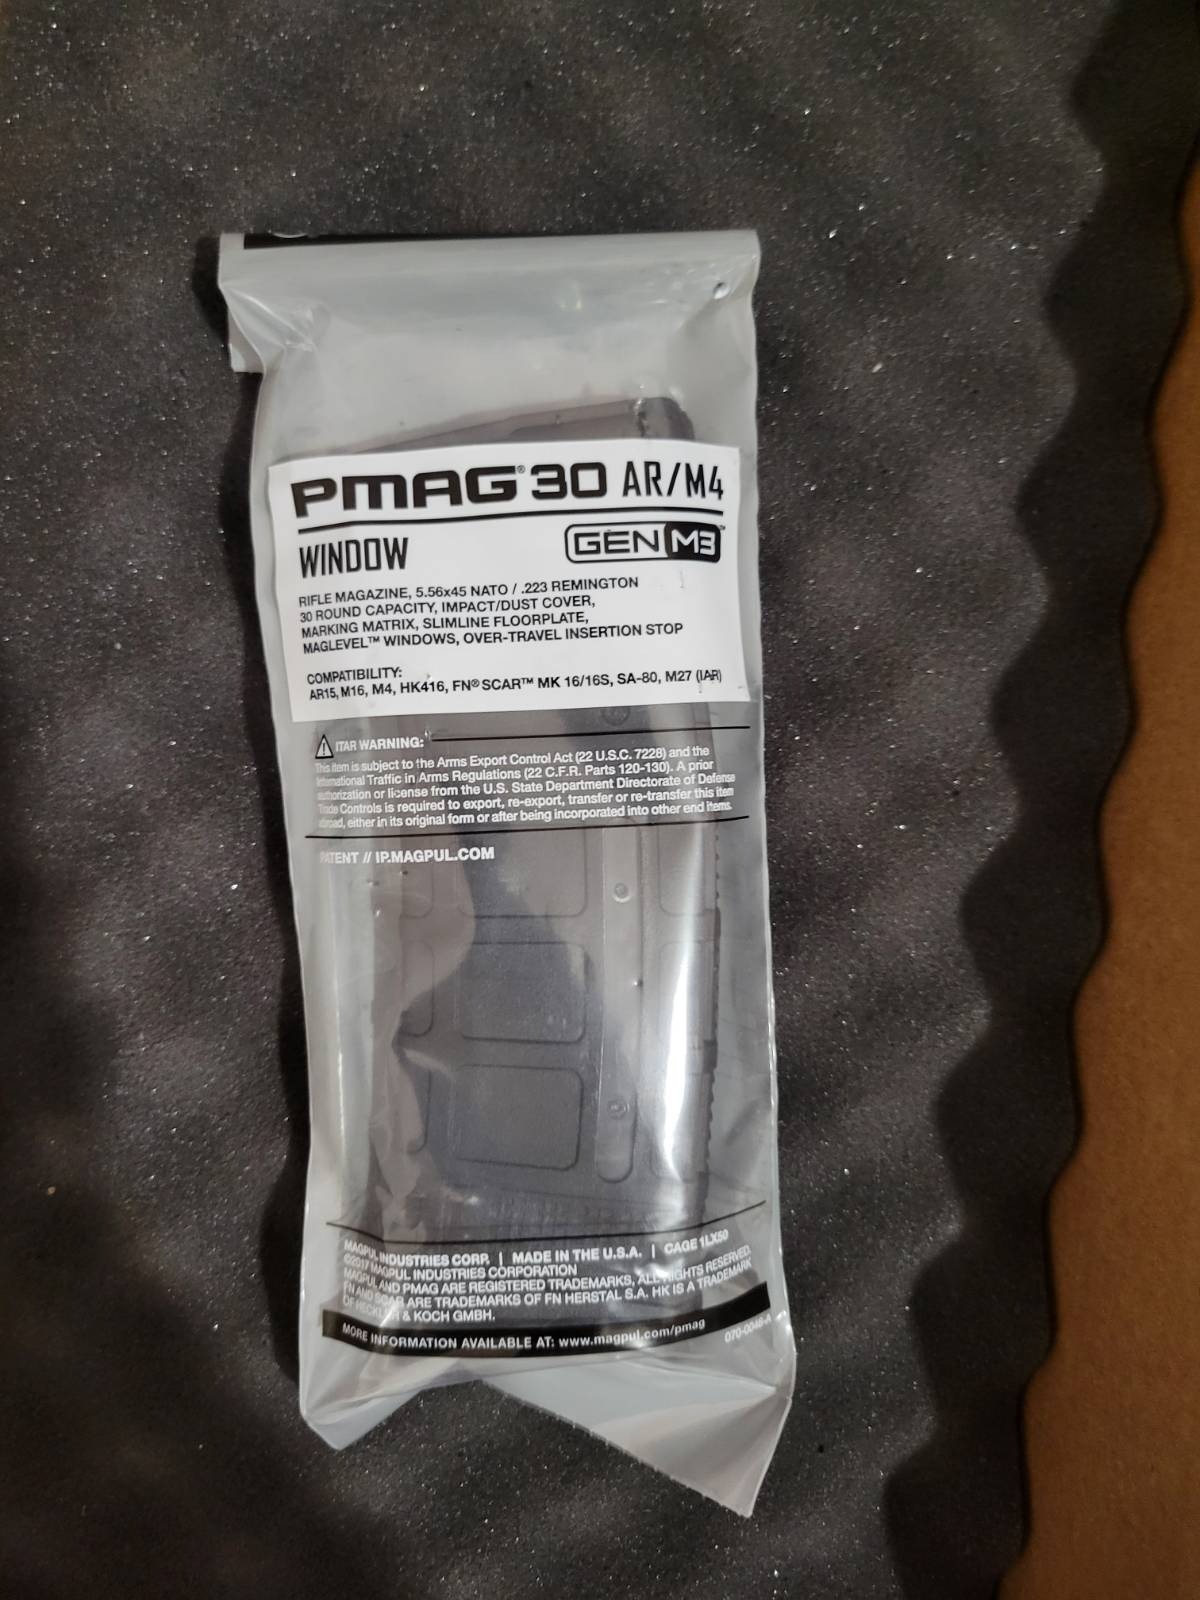 PMAG® 30 AR/M4
WINDOW GEN M3™
RIFLE MAGAZINE, 5.56x45 NATO / .223 REMINGTON
30 ROUND CAPACITY, IMPACT/DUST COVER,
MARKING MATRIX, SLIMLINE FLOORPLATE,
MAGLEVEL™ WINDOWS, OVER-TRAVEL INSERTION STOP
COMPATIBILITY:
AR15, M16, M4, HK416, FN® SCAR™ MK 16/16S, SA-80, M27 (IAR)
ITAR WARNING:
This item is subject to the Arms Export Control Act (22 U.S.C. 7228) and the
International Traffic in Arms Regulations (22 C.F.R. Parts 120-130). A prior
authorization or license from the U.S. State Department Directorate of Defense
Trade Controls is required to export, re-export, transfer or re-transfer this item
abroad, either in its original form or after being incorporated into other end items.
PATENT // IP.MAGPUL.COM
MAGPUL INDUSTRIES CORP. | MADE IN THE U.S.A. | CAGE 1LX50
©2017 MAGPUL INDUSTRIES CORPORATION
MAGPUL AND PMAG ARE REGISTERED TRADEMARKS, ALL RIGHTS RESERVED.
FN AND SCAR ARE TRADEMARKS OF FN HERSTAL S.A. HK IS A TRADEMARK
OF HECKLER & KOCH GMBH.
MORE INFORMATION AVAILABLE AT: www.magpul.com/pmag
070-0046-A